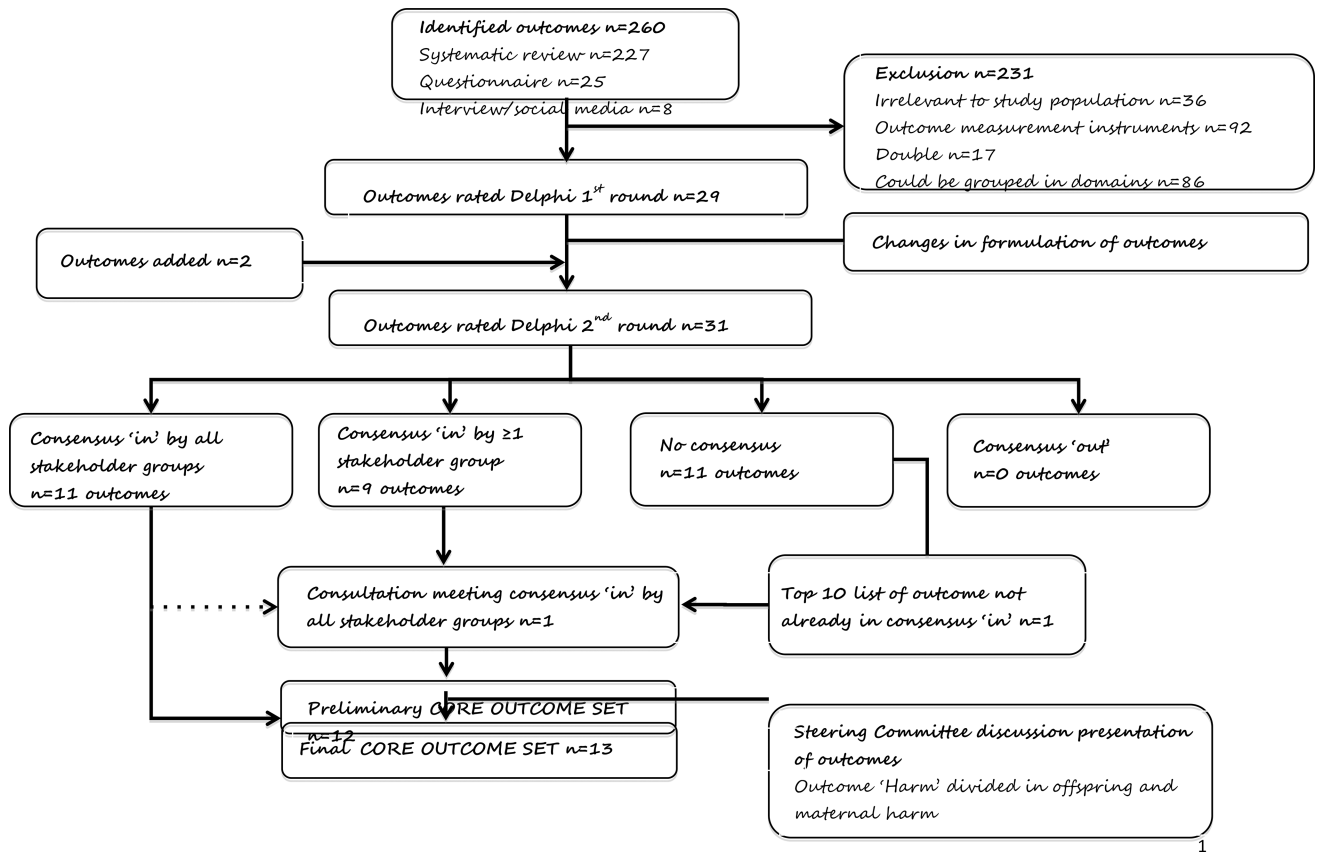 Identified outcomes n=260
Systematic review n=227
Questionnaire n=25
Interview/social media n=8
Exclusion n=231
Irrelevant to study population n=36
Outcome measurement instruments n=92
Double n=17
Could be grouped in domains n=86
Outcomes rated Delphi 1st round n=29
Changes in formulation of outcomes
Outcomes added n=2
Outcomes rated Delphi 2nd round n=31
Consensus ‘in’ by all
stakeholder groups
n=11 outcomes
Consensus ‘in’ by ≥1
stakeholder group
n=9 outcomes
No consensus
n=11 outcomes
Consensus ‘out’
n=0 outcomes
Consultation meeting consensus ‘in’ by
all stakeholder groups n=1
Top 10 list of outcome not
already in consensus ‘in’ n=1
Preliminary CORE OUTCOME SET
n=12
Final CORE OUTCOME SET n=13
Steering Committee discussion presentation
of outcomes
Outcome ‘Harm’ divided in offspring and
maternal harm
1